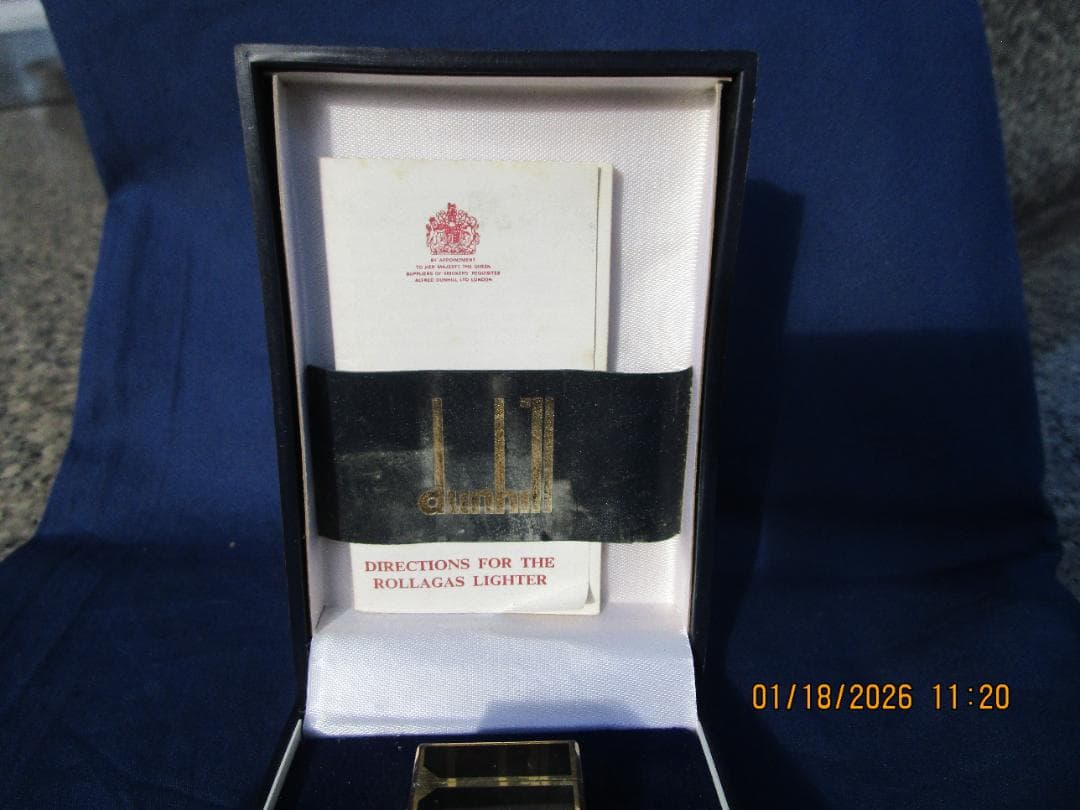 BY APPOINTMENT
TO HER MAJESTY THE QUEEN
SUPPLIERS OF SMOKERS' REQUISITES
ALFRED DUNHILL LTD LONDON
dunhill
DIRECTIONS FOR THE
ROLLAGAS LIGHTER
01/18/2026 11:20